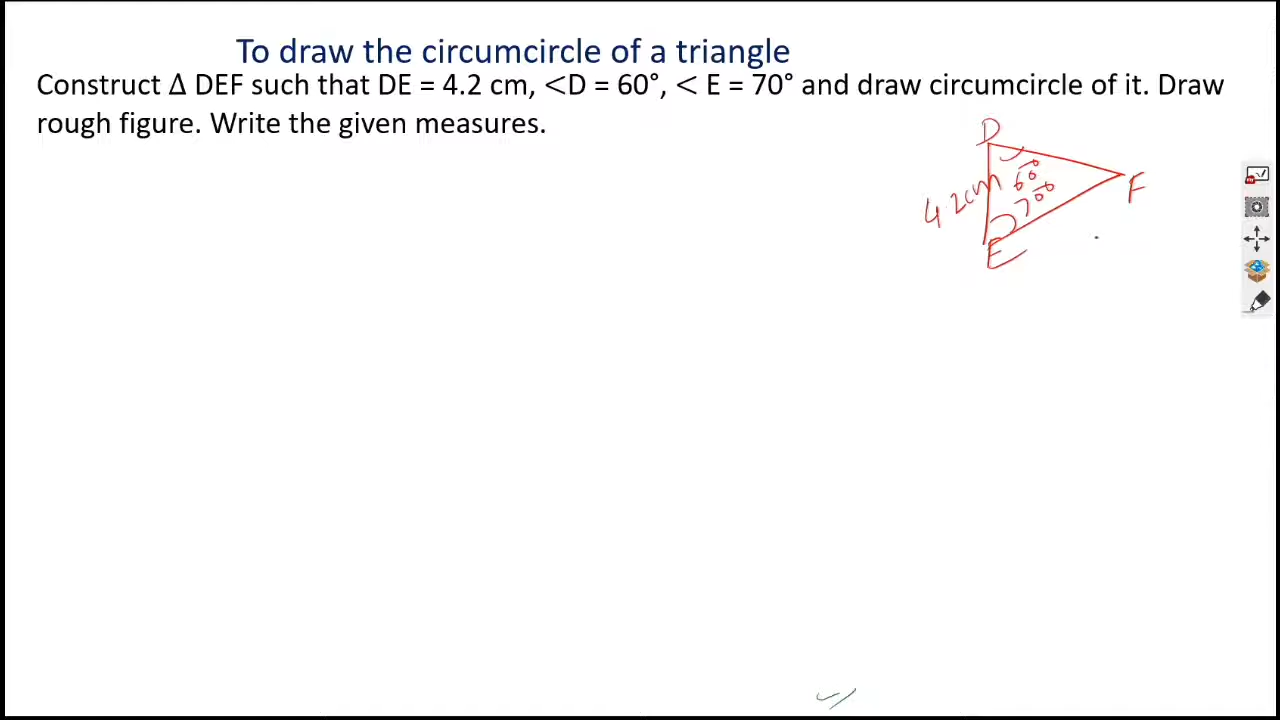 To draw the circumcircle of a triangle
Construct Δ DEF such that DE = 4.2 cm, <D = 60°, < E = 70° and draw circumcircle of it. Draw
rough figure. Write the given measures.
D
60°
4.2cm
70°
F
E